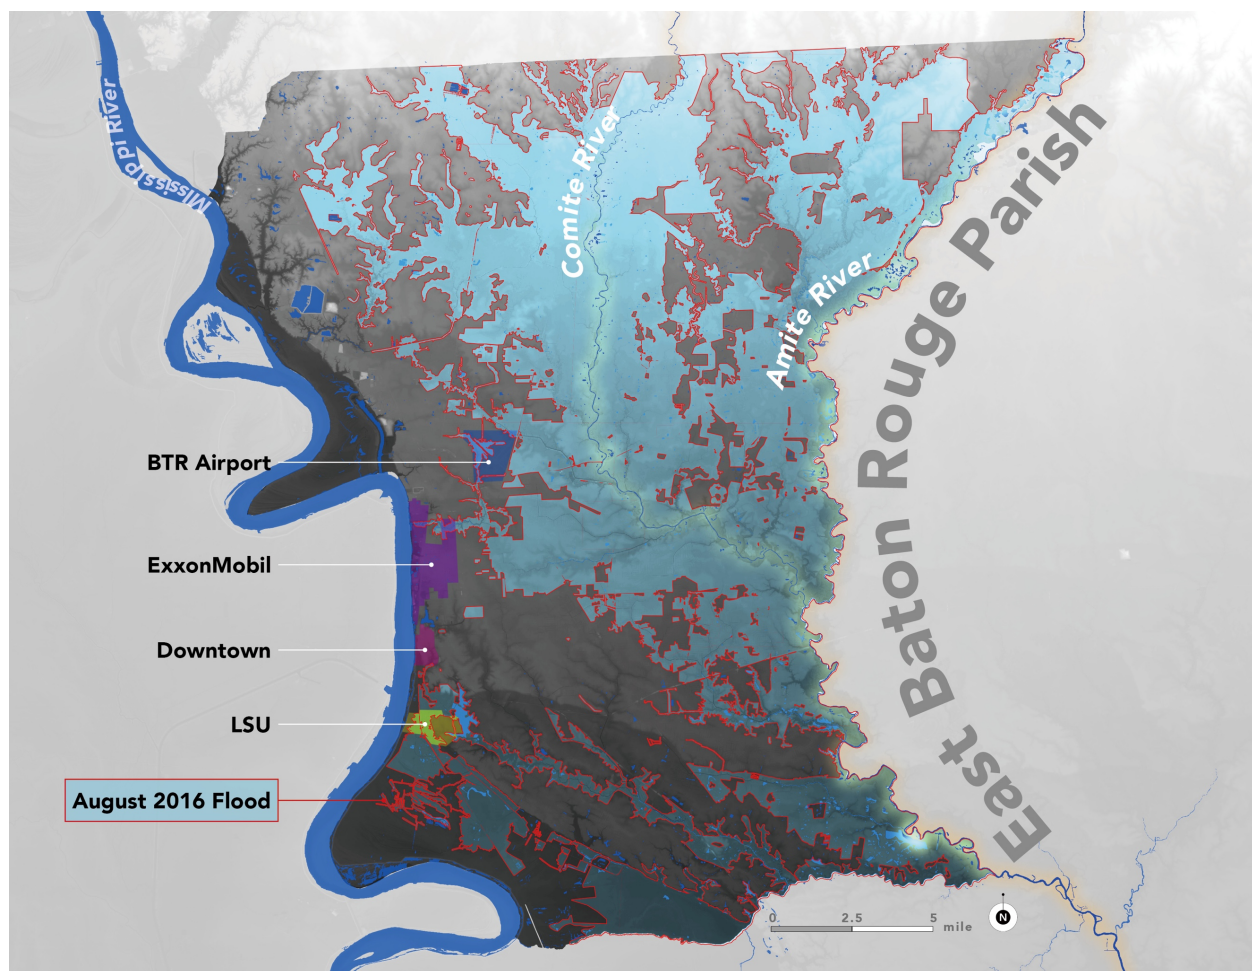 Mississippi River
Comite River
Amite River
East Baton Rouge Parish
BTR Airport
ExxonMobil
Downtown
LSU
August 2016 Flood
0 2.5 5
mile
N